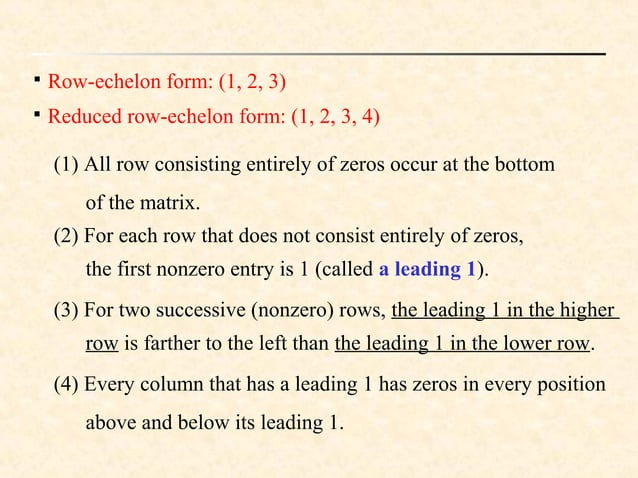 ▪ Row-echelon form: (1, 2, 3)
▪ Reduced row-echelon form: (1, 2, 3, 4)
(1) All row consisting entirely of zeros occur at the bottom
of the matrix.
(2) For each row that does not consist entirely of zeros,
the first nonzero entry is 1 (called a leading 1).
(3) For two successive (nonzero) rows, the leading 1 in the higher
row is farther to the left than the leading 1 in the lower row.
(4) Every column that has a leading 1 has zeros in every position
above and below its leading 1.